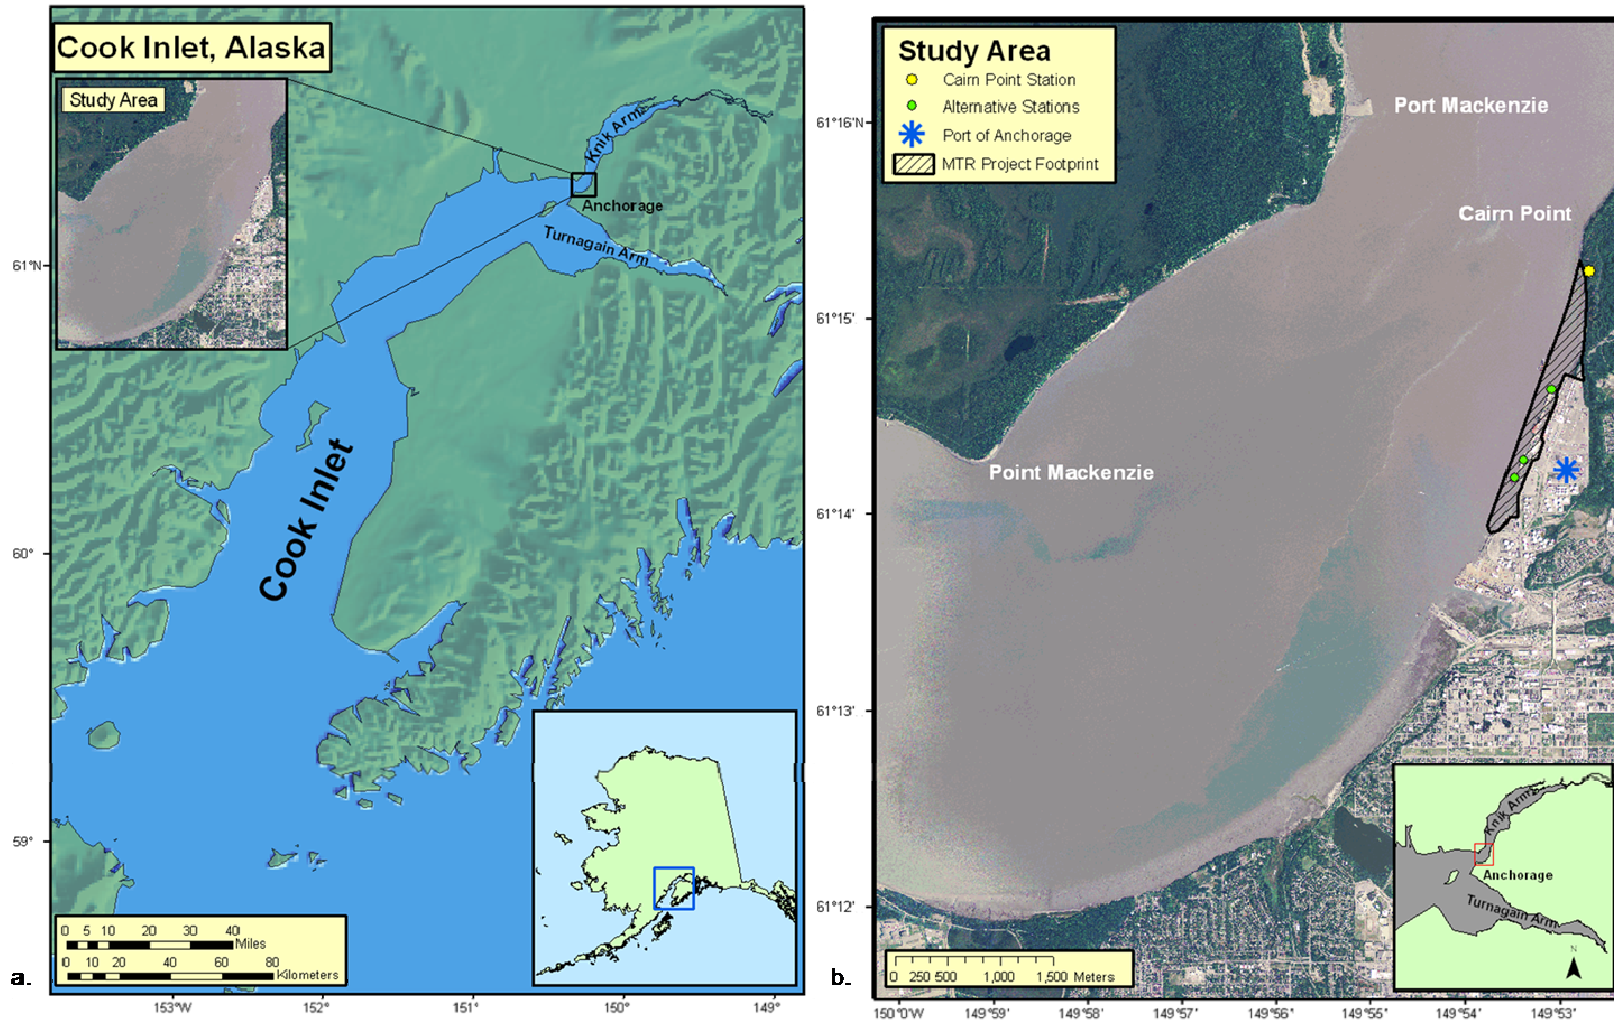 Cook Inlet, Alaska
Study Area
Knik Arm
Anchorage
Turnagain Arm
Cook Inlet
61°N
60°
59°
0 5 10 20 30 40
Miles
0 10 20 40 60 80
Kilometers
a.
153°W 152° 151° 150° 149°
Study Area
Cairn Point Station
Alternative Stations
Port of Anchorage
MTR Project Footprint
Port Mackenzie
Cairn Point
Point Mackenzie
61°16'N
61°15'
61°14'
61°13'
61°12'
0 250 500 1,000 1,500 Meters
Knik Arm
Anchorage
Turnagain Arm
N
b.
150°0'W 149°59' 149°58' 149°57' 149°56' 149°55' 149°54' 149°53'